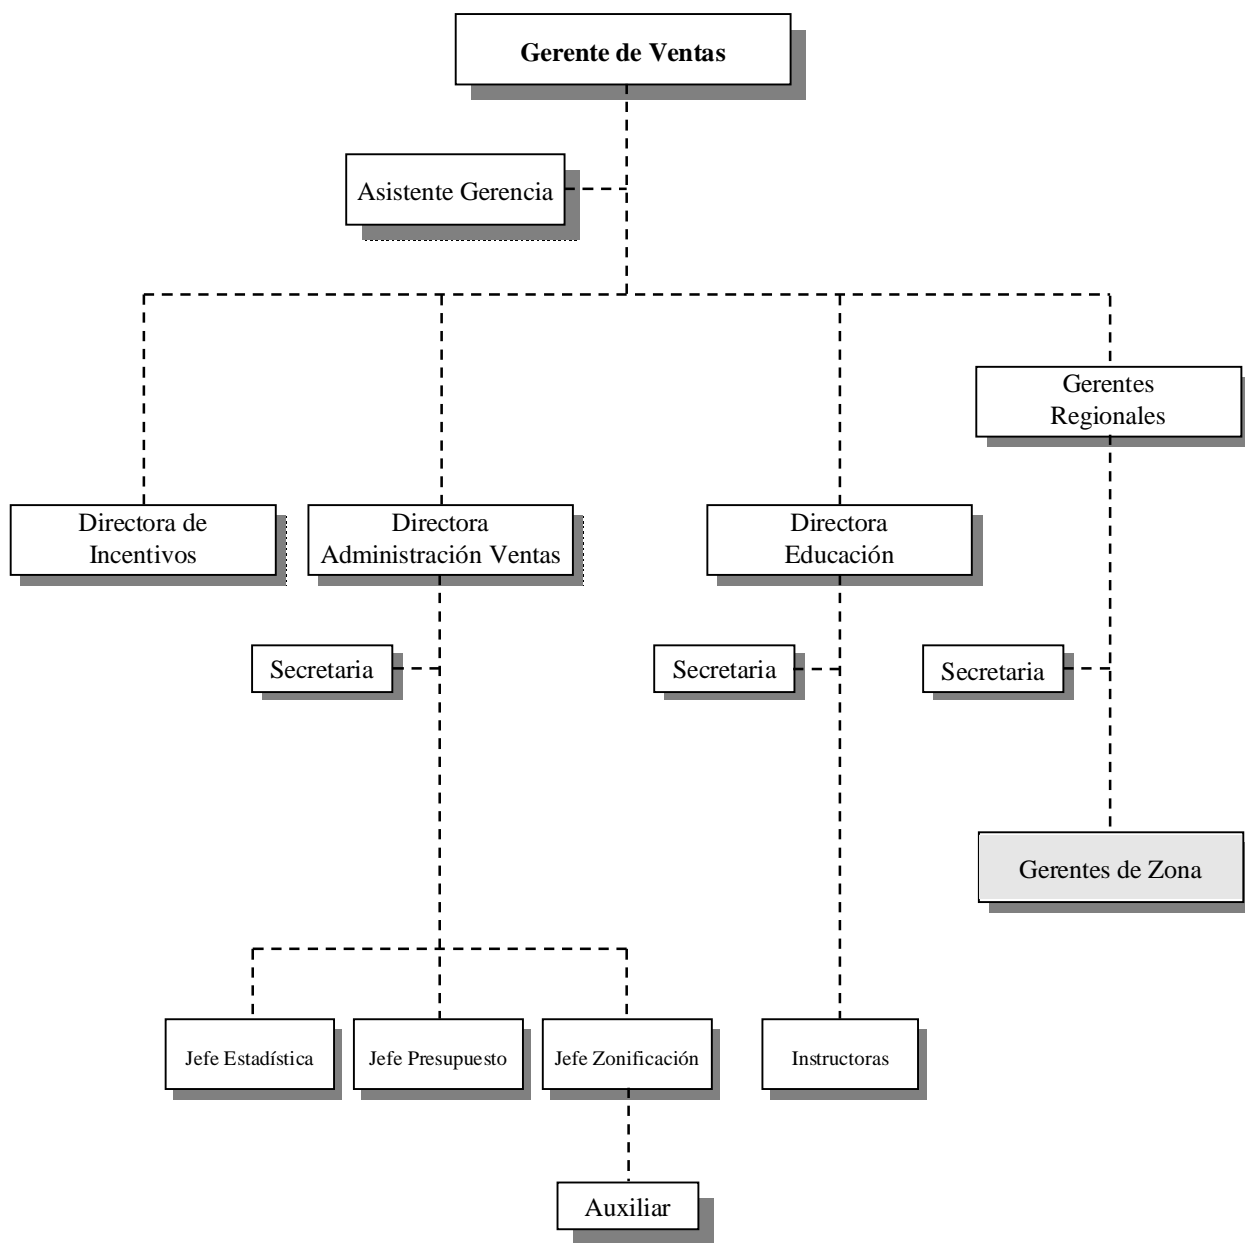 Gerente de Ventas
Asistente Gerencia
Gerentes
Regionales
Directora de
Incentivos
Directora
Administración Ventas
Directora
Educación
Secretaria
Secretaria
Secretaria
Gerentes de Zona
Jefe Estadística
Jefe Presupuesto
Jefe Zonificación
Instructoras
Auxiliar